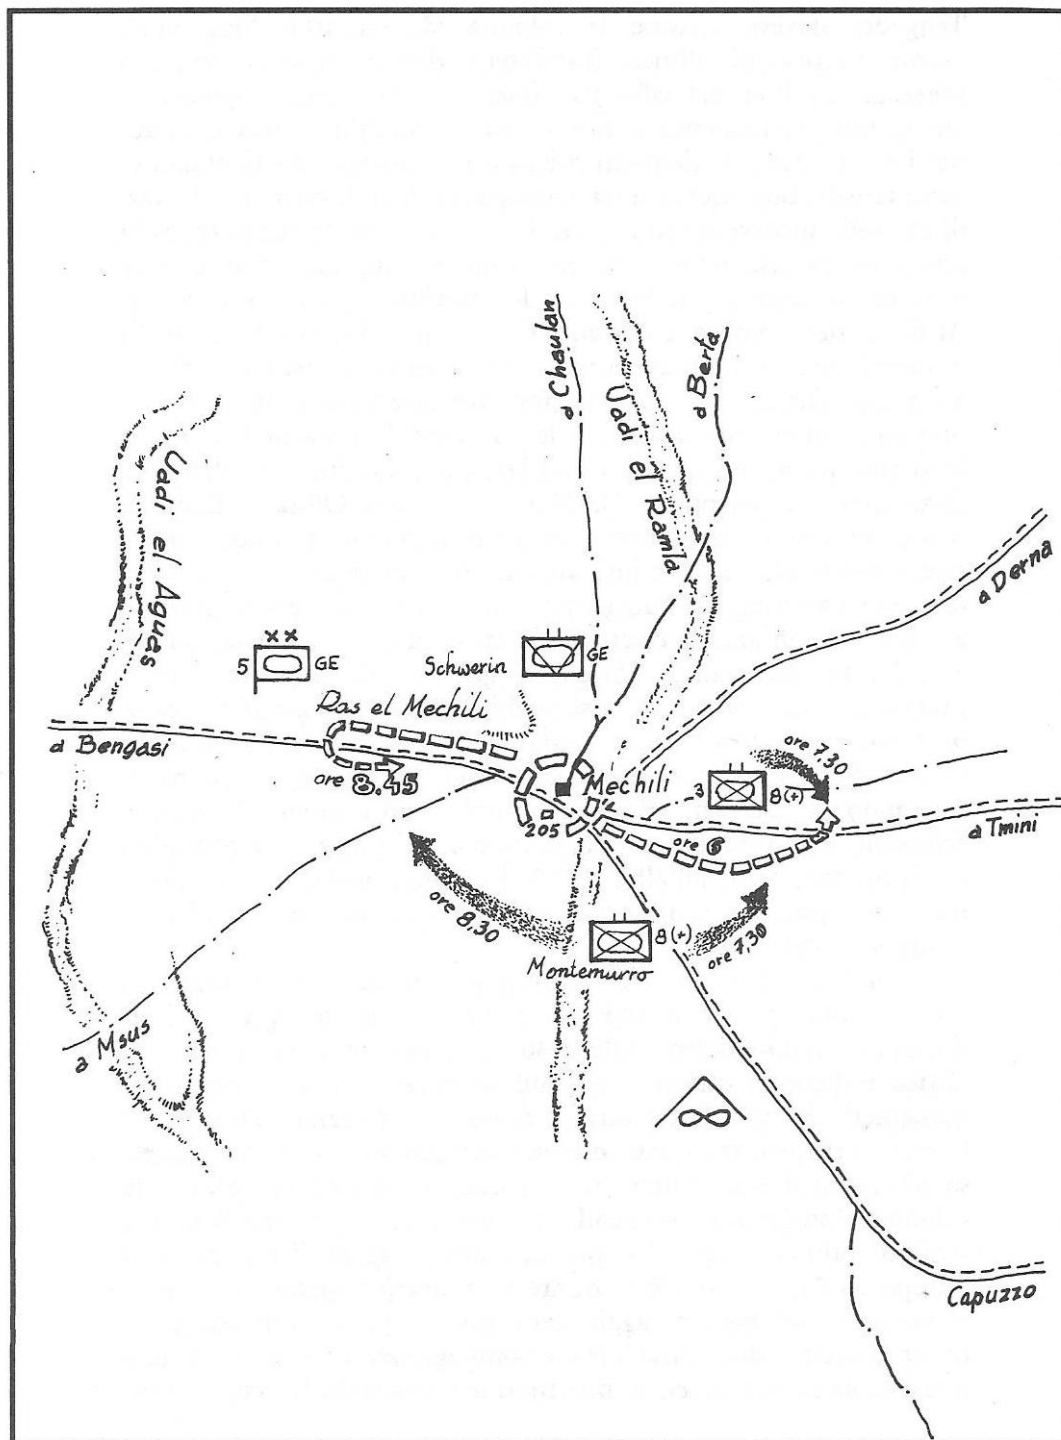 a Chaulan
Uadi el Ramla
a Berta
Uadi el Aguas
a Derna
XX
5 GE
Schwerin
GE
Ras el Mechili
a Bengasi
ore 8,45
Mechili
205
ore 7,30
3 8(+)
ore 6
a Tmini
ore 8,30
8(+)
ore 7,30
Montemurro
a Msus
Capuzzo